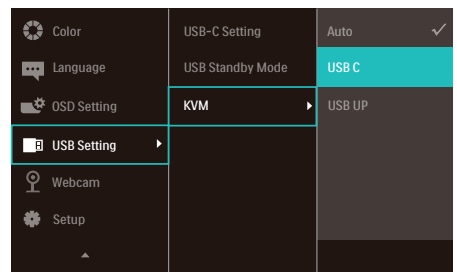 Color
Language
OSD Setting
USB Setting
Webcam
Setup
USB-C Setting
USB Standby Mode
KVM
Auto
USB C
USB UP